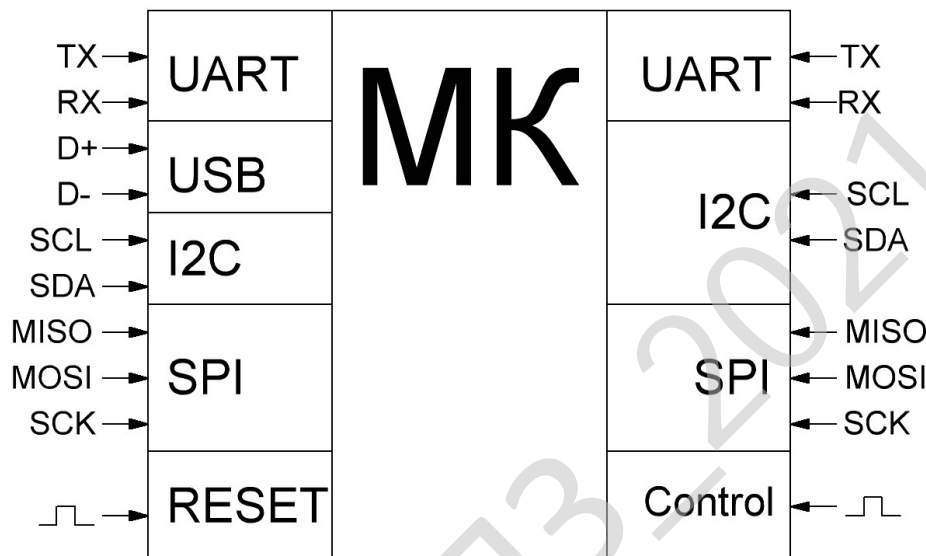 TX
RX
D+
D-
SCL
SDA
MISO
MOSI
SCK
UART
USB
I2C
SPI
RESET
МК
UART
I2C
SPI
Control
TX
RX
SCL
SDA
MISO
MOSI
SCK